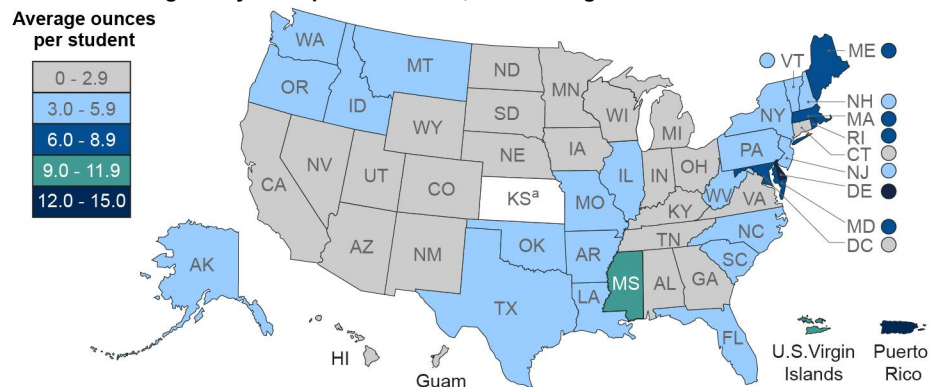 Average ounces
per student
0 - 2.9
3.0 - 5.9
6.0 - 8.9
9.0 - 11.9
12.0 - 15.0
WA
OR
ID
MT
ND
MN
SD
WY
WI
MI
NE
IA
NV
UT
CO
CA
KSª
MO
IL
IN
OH
PA
NY
VT
ME
NH
MA
RI
CT
NJ
DE
MD
DC
WV
VA
KY
NC
TN
SC
AZ
NM
OK
AR
TX
LA
MS
AL
GA
FL
AK
HI
Guam
U.S.Virgin
Islands
Puerto
Rico